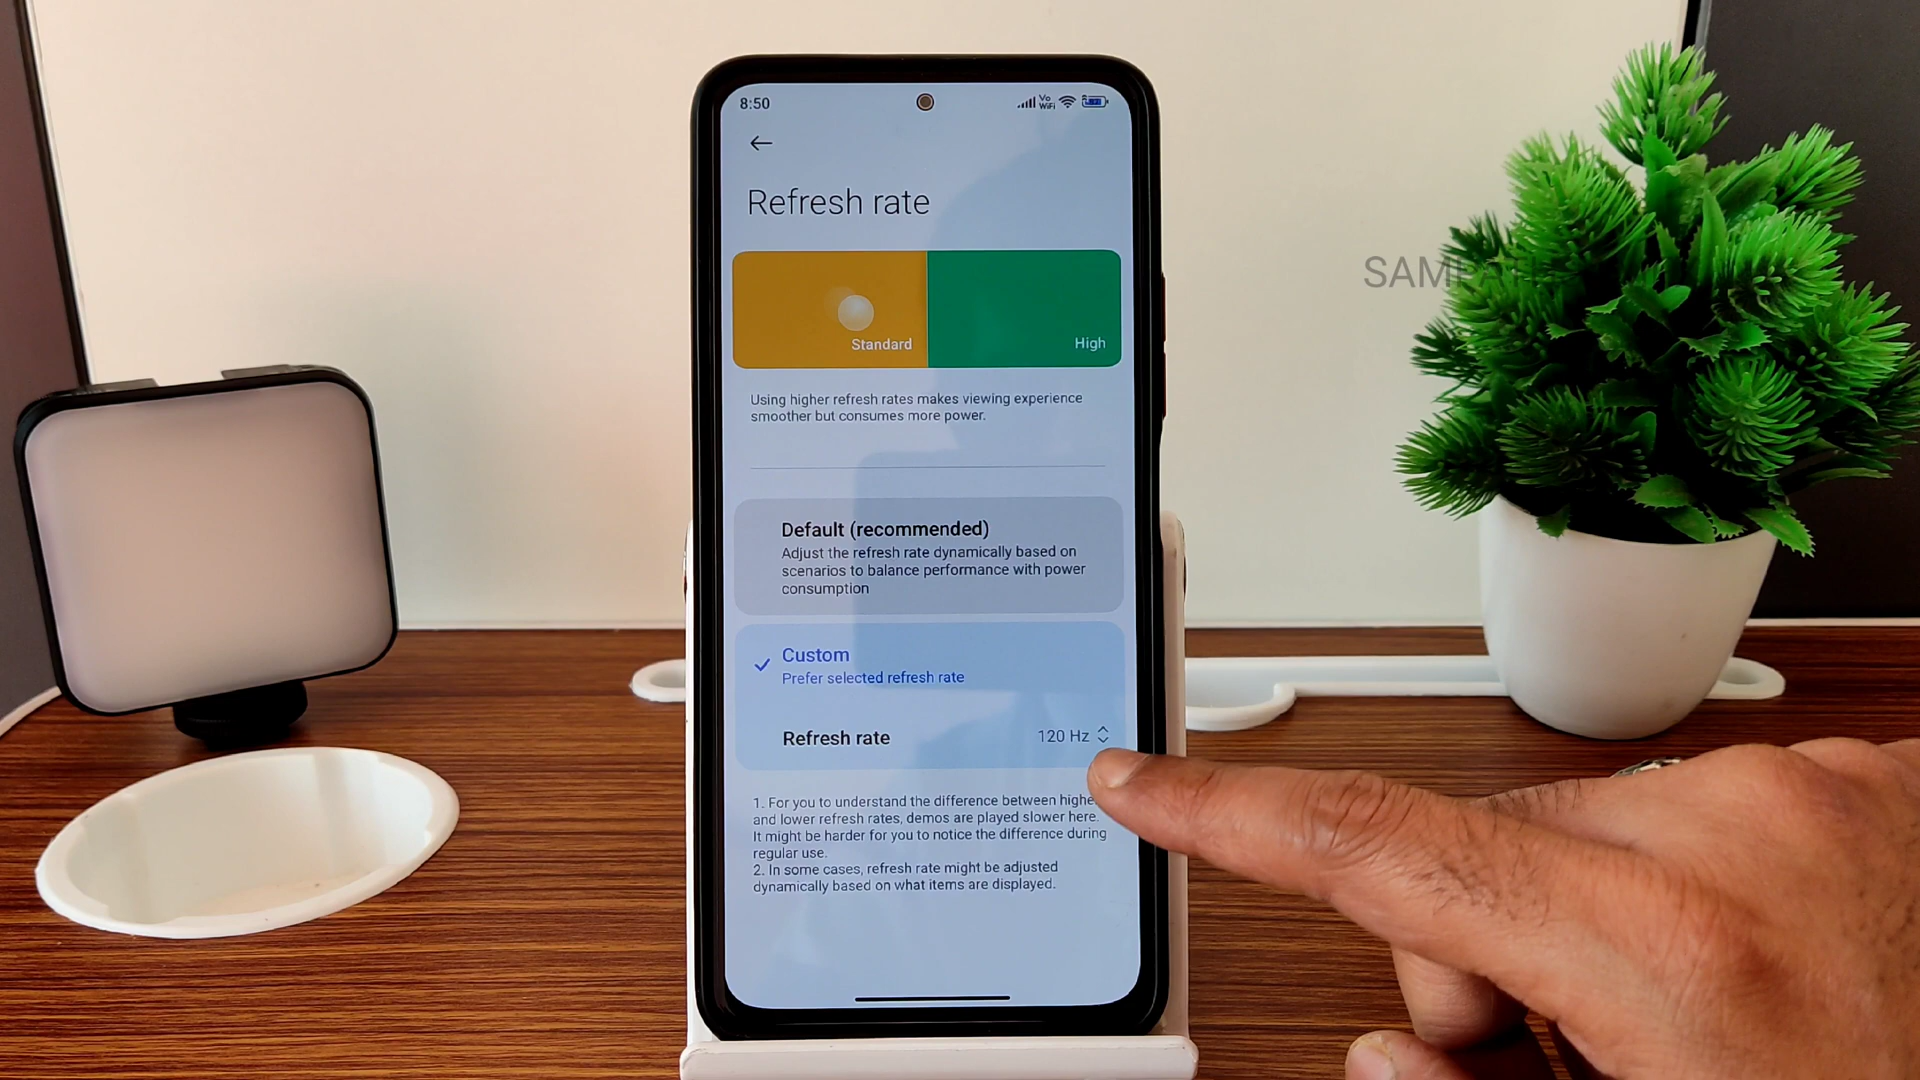 8:50
Vo
WiFi
Refresh rate
Standard
High
Using higher refresh rates makes viewing experience
smoother but consumes more power.
Default (recommended)
Adjust the refresh rate dynamically based on
scenarios to balance performance with power
consumption
Custom
Prefer selected refresh rate
Refresh rate
120 Hz
1. For you to understand the difference between
and lower refresh rates, demos are played slower here.
It might be harder for you to notice the difference during
regular use.
2. In some cases, refresh rate might be adjusted
dynamically based on what items are displayed.